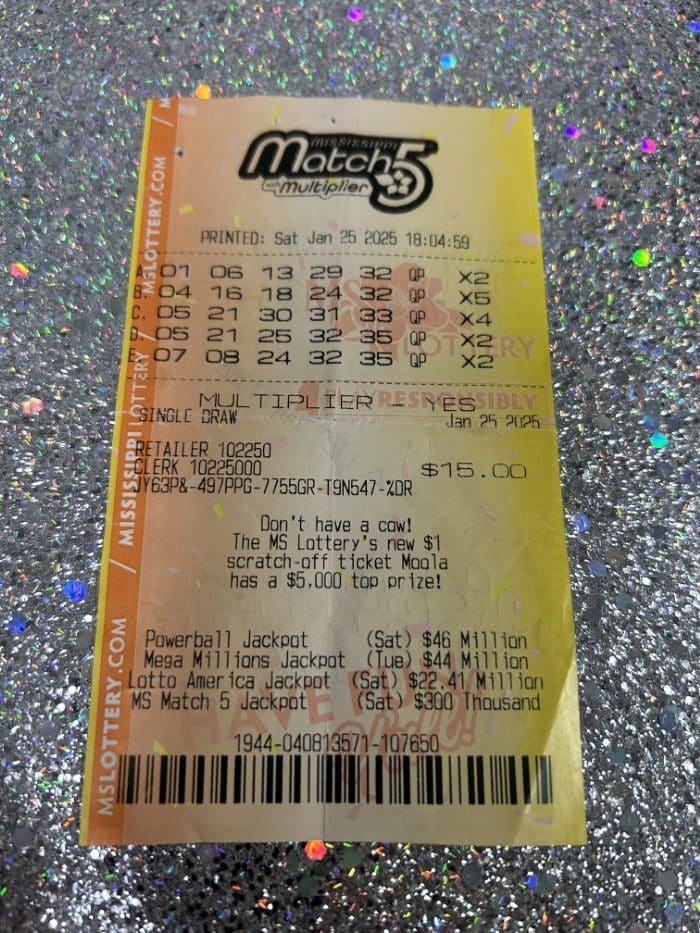 MISSISSIPPI
Match 5
with Multiplier
PRINTED: Sat Jan 25 2025 18:04:59
A. 01 06 13 29 32 QP X2
B. 04 16 18 24 32 QP X5
C. 05 21 30 31 33 QP X4
D. 05 21 25 32 35 QP X2
E. 07 08 24 32 35 QP X2
MS
LOTTERY
RESPONSIBLY
MULTIPLIER - YES
SINGLE DRAW Jan 25 2025
RETAILER 102250
CLERK 10225000 $15.00
JY63P&-497PPG-7755GR-T9N547-%DR
Don't have a cow!
The MS Lottery's new $1
scratch-off ticket Moola
has a $5,000 top prize!
Powerball Jackpot (Sat) $46 Million
Mega Millions Jackpot (Tue) $44 Million
Lotto America Jackpot (Sat) $22.41 Million
MS Match 5 Jackpot (Sat) $300 Thousand
HAVE
1944-040813571-107650
MSLOTTERY.COM / MISSISSIPPI LOTTERY / MSLOTTERY.COM / M